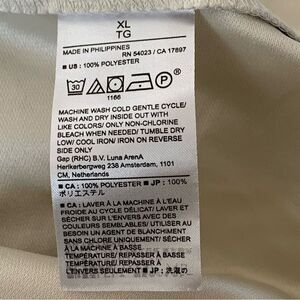 XL
TG
MADE IN PHILIPPINES
RN 54023 / CA 17897
■ US : 100% POLYESTER
30 P
1166
MACHINE WASH COLD GENTLE CYCLE/
WASH AND DRY INSIDE OUT WITH
LIKE COLORS/ ONLY NON-CHLORINE
BLEACH WHEN NEEDED/ TUMBLE DRY
LOW/ COOL IRON/ IRON ON REVERSE
SIDE ONLY
Gap (RHC) B.V. Luna ArenA
Herikerbergweg 238 Amsterdam, 1101
CM, Netherlands
■ CA : 100% POLYESTER ■ JP : 100%
ポリエステル
■ CA : LAVER À LA MACHINE À L'EAU
FROIDE AU CYCLE DÉLICAT/ LAVER ET
SÉCHER SUR L'ENVERS AVEC DES
COULEURS SEMBLABLES/ UTILISER AU
BESOIN UN AGENT DE BLANCHIMENT
SANS CHLORE UNIQUEMENT/ SÉCHER
À LA MACHINE À BASSE
TEMPÉRATURE/ REPASSER À BASSE
TEMPÉRATURE/ REPASSER À
L'ENVERS SEULEMENT ■ JP : 洗濯の